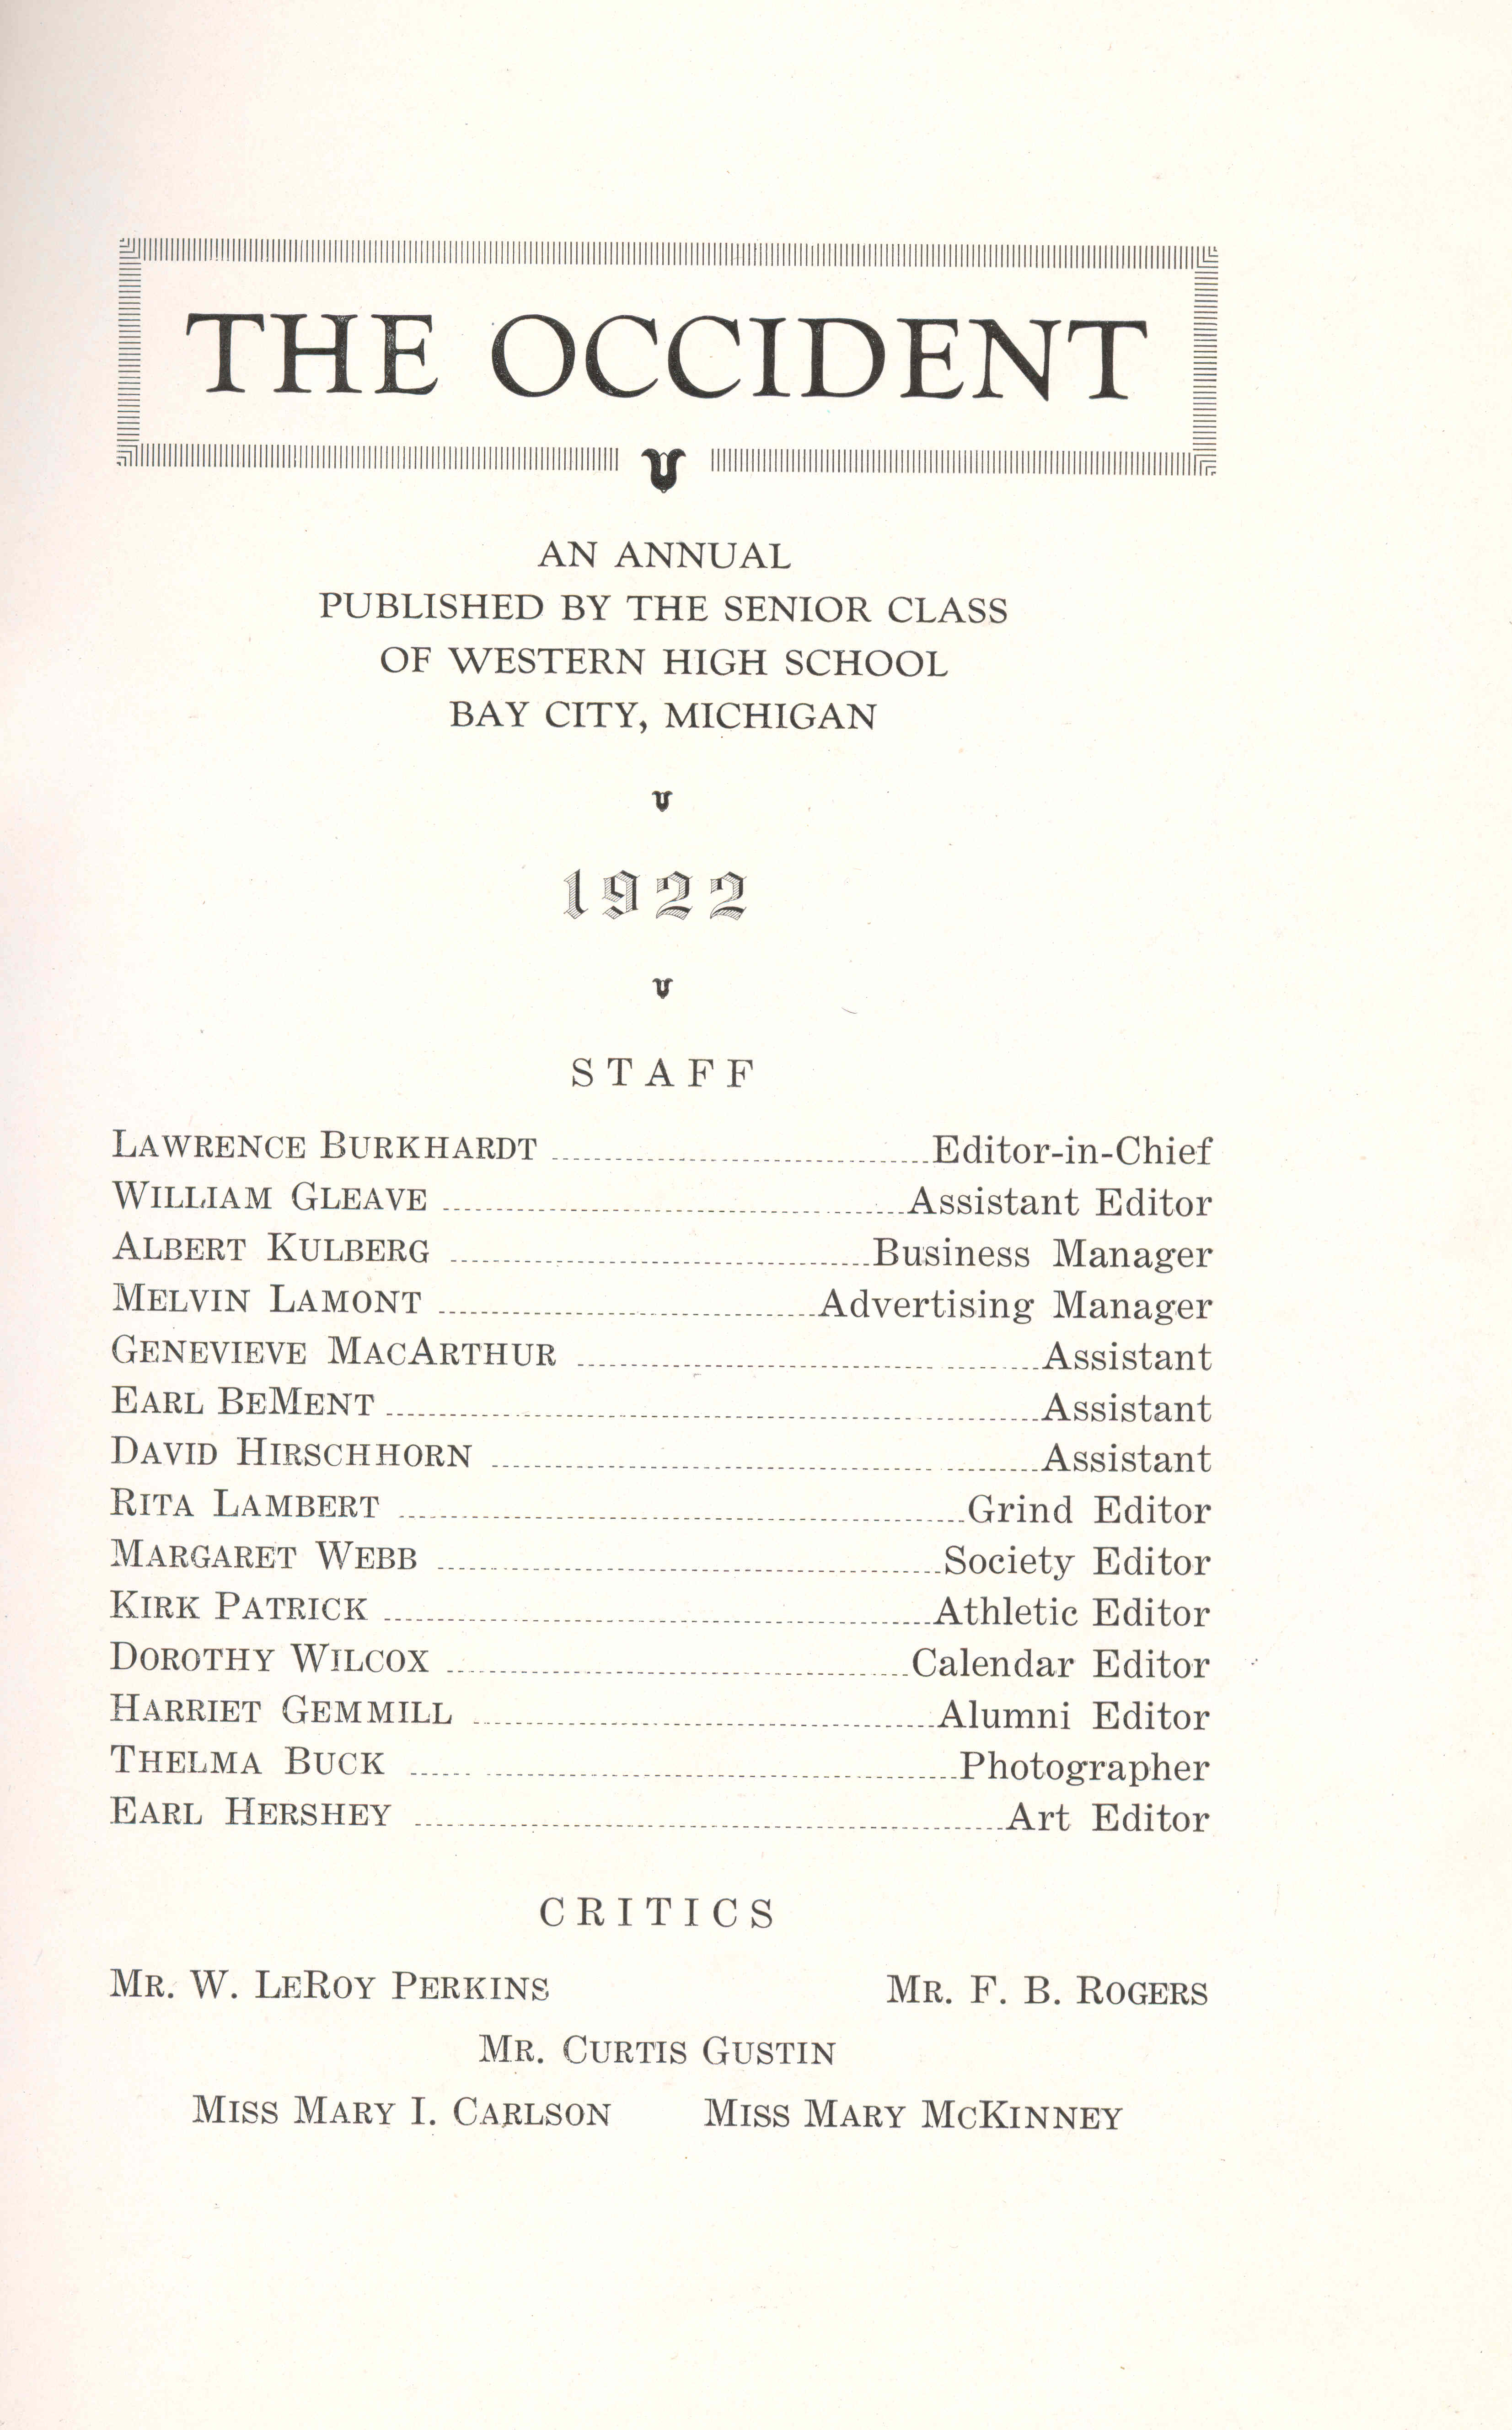 THE OCCIDENT
AN ANNUAL
PUBLISHED BY THE SENIOR CLASS
OF WESTERN HIGH SCHOOL
BAY CITY, MICHIGAN
1922
STAFF
LAWRENCE BURKHARDT Editor-in-Chief
WILLIAM GLEAVE Assistant Editor
ALBERT KULBERG Business Manager
MELVIN LAMONT Advertising Manager
GENEVIEVE MACARTHUR Assistant
EARL BEMENT Assistant
DAVID HIRSCHHORN Assistant
RITA LAMBERT Grind Editor
MARGARET WEBB Society Editor
KIRK PATRICK Athletic Editor
DOROTHY WILCOX Calendar Editor
HARRIET GEMMILL Alumni Editor
THELMA BUCK Photographer
EARL HERSHEY Art Editor
CRITICS
MR. W. LEROY PERKINS MR. F. B. ROGERS
MR. CURTIS GUSTIN
MISS MARY I. CARLSON MISS MARY MCKINNEY